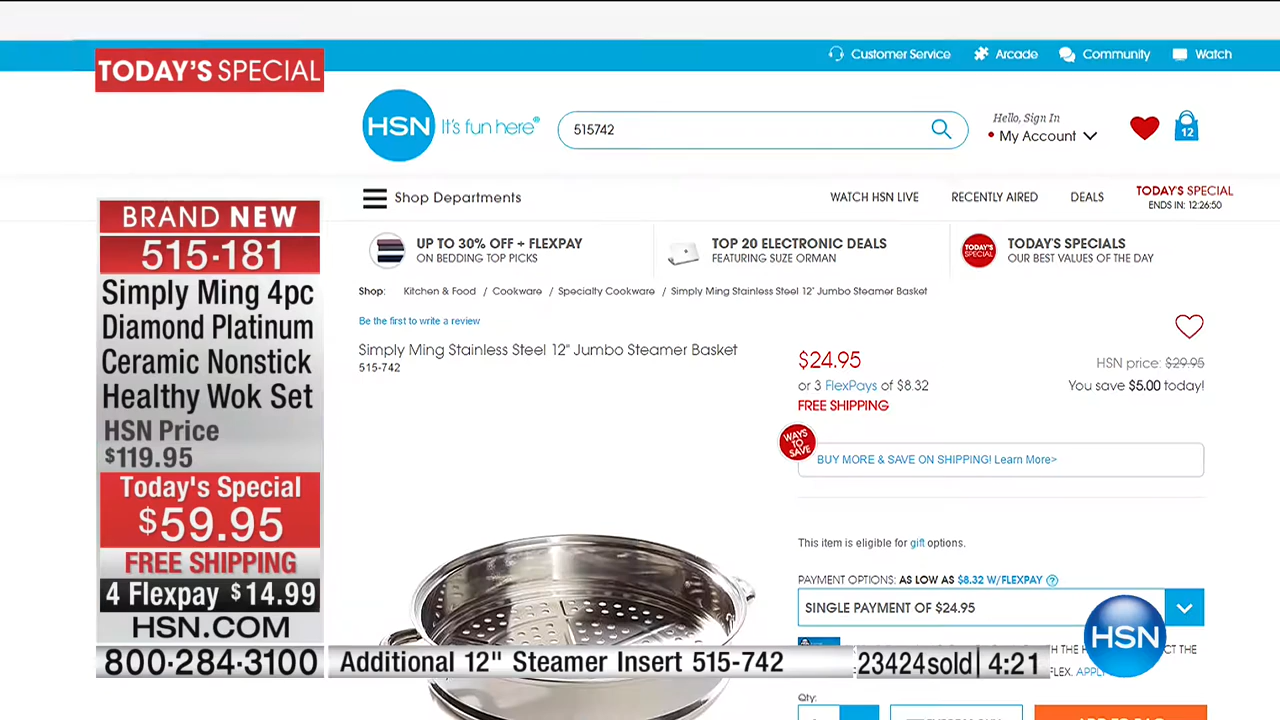 TODAY'S SPECIAL
Customer Service
Arcade
Community
Watch
HSN It's fun here®
515742
Hello, Sign In
My Account
12
Shop Departments
WATCH HSN LIVE
RECENTLY AIRED
DEALS
TODAY'S SPECIAL
ENDS IN: 12:26:50
UP TO 30% OFF + FLEXPAY
ON BEDDING TOP PICKS
TOP 20 ELECTRONIC DEALS
FEATURING SUZE ORMAN
TODAY'S
SPECIAL
TODAY'S SPECIALS
OUR BEST VALUES OF THE DAY
Shop: Kitchen & Food / Cookware / Specialty Cookware / Simply Ming Stainless Steel 12" Jumbo Steamer Basket
Be the first to write a review
Simply Ming Stainless Steel 12" Jumbo Steamer Basket
515-742
$24.95
HSN price: $29.95
or 3 FlexPays of $8.32
You save $5.00 today!
FREE SHIPPING
WAYS
TO
SAVE
BUY MORE & SAVE ON SHIPPING! Learn More>
This item is eligible for gift options.
PAYMENT OPTIONS: AS LOW AS $8.32 W/FLEXPAY ?
SINGLE PAYMENT OF $24.95
Qty:
BRAND NEW
515-181
Simply Ming 4pc
Diamond Platinum
Ceramic Nonstick
Healthy Wok Set
HSN Price
$119.95
Today's Special
$59.95
FREE SHIPPING
4 Flexpay $14.99
HSN.COM
800-284-3100
Additional 12" Steamer Insert 515-742
23424sold
4:21
HSN